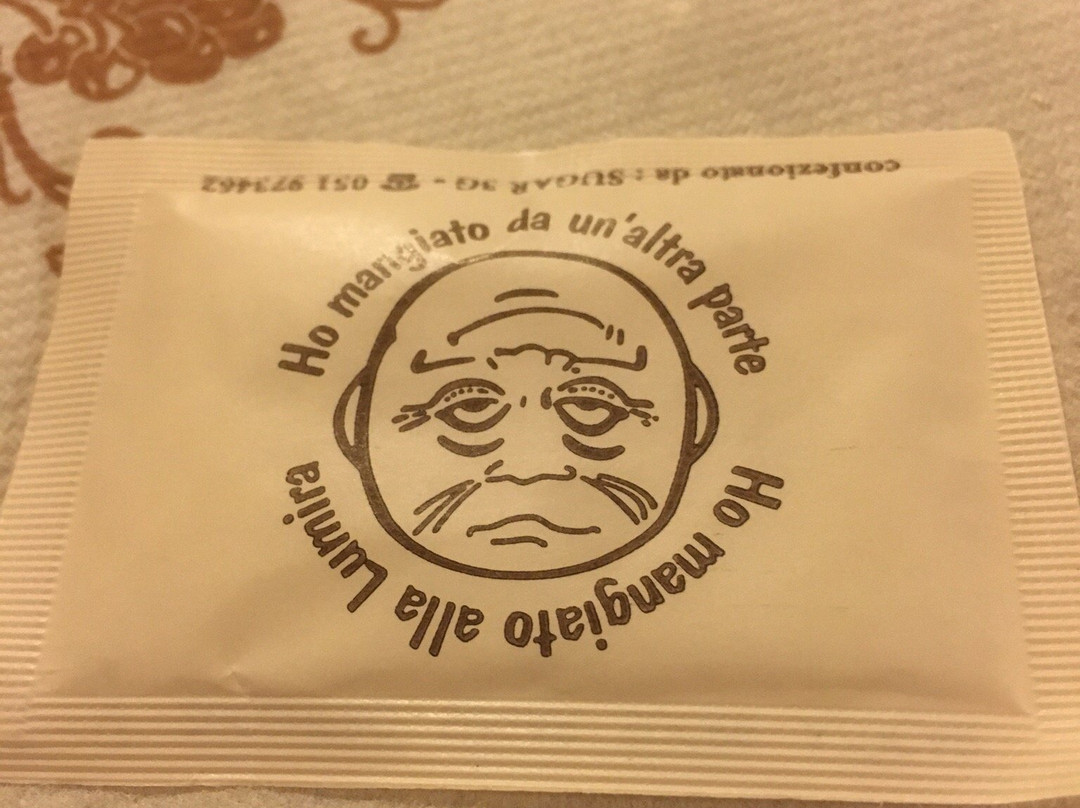 confezionato da : SUGAR 3G - ☎ 051 973462
Ho mangiato da un'altra parte
Ho mangiato alla Lumira